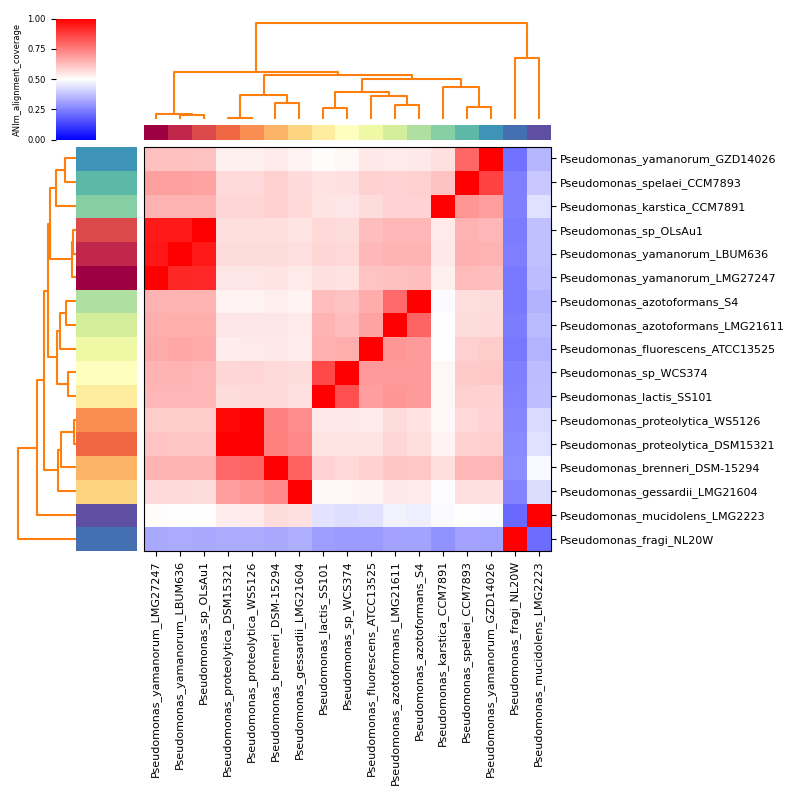 ANIm_alignment_coverage
1.00
0.75
0.50
0.25
0.00
Pseudomonas_yamanorum_GZD14026
Pseudomonas_spelaei_CCM7893
Pseudomonas_karstica_CCM7891
Pseudomonas_sp_OLsAu1
Pseudomonas_yamanorum_LBUM636
Pseudomonas_yamanorum_LMG27247
Pseudomonas_azotoformans_S4
Pseudomonas_azotoformans_LMG21611
Pseudomonas_fluorescens_ATCC13525
Pseudomonas_sp_WCS374
Pseudomonas_lactis_SS101
Pseudomonas_proteolytica_WS5126
Pseudomonas_proteolytica_DSM15321
Pseudomonas_brenneri_DSM-15294
Pseudomonas_gessardii_LMG21604
Pseudomonas_mucidolens_LMG2223
Pseudomonas_fragi_NL20W
Pseudomonas_yamanorum_LMG27247
Pseudomonas_yamanorum_LBUM636
Pseudomonas_sp_OLsAu1
Pseudomonas_proteolytica_DSM15321
Pseudomonas_proteolytica_WS5126
Pseudomonas_brenneri_DSM-15294
Pseudomonas_gessardii_LMG21604
Pseudomonas_lactis_SS101
Pseudomonas_sp_WCS374
Pseudomonas_fluorescens_ATCC13525
Pseudomonas_azotoformans_LMG21611
Pseudomonas_azotoformans_S4
Pseudomonas_karstica_CCM7891
Pseudomonas_spelaei_CCM7893
Pseudomonas_yamanorum_GZD14026
Pseudomonas_fragi_NL20W
Pseudomonas_mucidolens_LMG2223